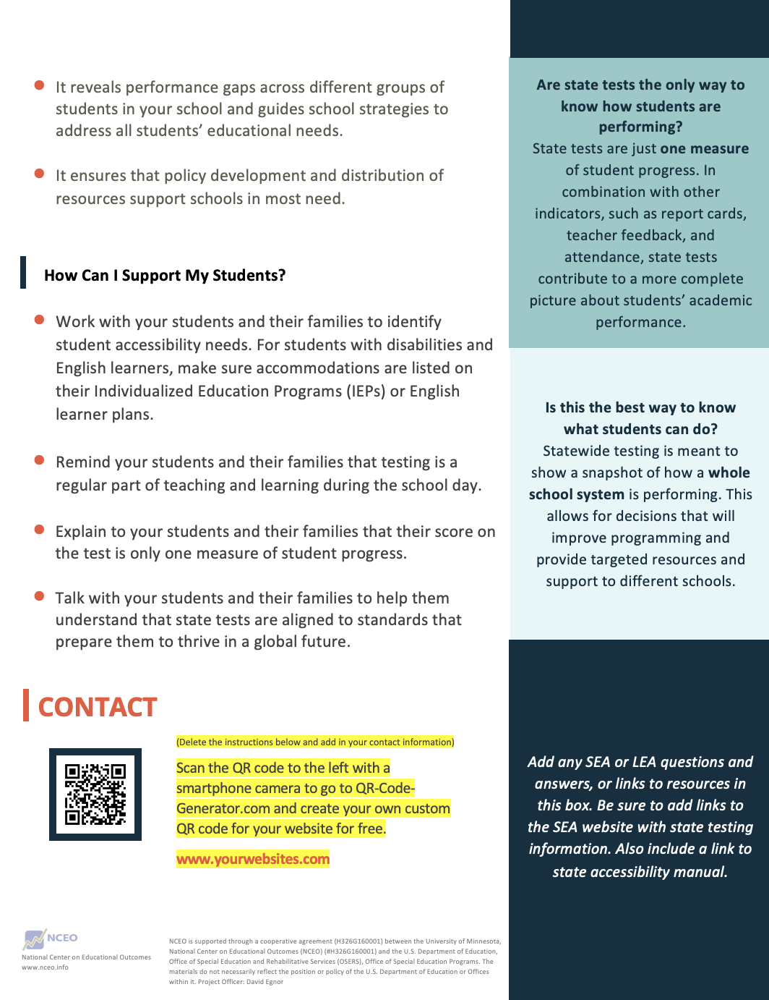 It reveals performance gaps across different groups of
students in your school and guides school strategies to
address all students’ educational needs.
It ensures that policy development and distribution of
resources support schools in most need.
How Can I Support My Students?
Work with your students and their families to identify
student accessibility needs. For students with disabilities and
English learners, make sure accommodations are listed on
their Individualized Education Programs (IEPs) or English
learner plans.
Remind your students and their families that testing is a
regular part of teaching and learning during the school day.
Explain to your students and their families that their score on
the test is only one measure of student progress.
Talk with your students and their families to help them
understand that state tests are aligned to standards that
prepare them to thrive in a global future.
CONTACT
(Delete the instructions below and add in your contact information)
Scan the QR code to the left with a
smartphone camera to go to QR-Code-
Generator.com and create your own custom
QR code for your website for free.
www.yourwebsites.com
NCEO
National Center on Educational Outcomes
www.nceo.info
NCEO is supported through a cooperative agreement (H326G160001) between the University of Minnesota,
National Center on Educational Outcomes (NCEO) (#H326G160001) and the U.S. Department of Education,
Office of Special Education and Rehabilitative Services (OSERS), Office of Special Education Programs. The
materials do not necessarily reflect the position or policy of the U.S. Department of Education or Offices
within it. Project Officer: David Egnor
Are state tests the only way to
know how students are
performing?
State tests are just one measure
of student progress. In
combination with other
indicators, such as report cards,
teacher feedback, and
attendance, state tests
contribute to a more complete
picture about students’ academic
performance.
Is this the best way to know
what students can do?
Statewide testing is meant to
show a snapshot of how a whole
school system is performing. This
allows for decisions that will
improve programming and
provide targeted resources and
support to different schools.
Add any SEA or LEA questions and
answers, or links to resources in
this box. Be sure to add links to
the SEA website with state testing
information. Also include a link to
state accessibility manual.